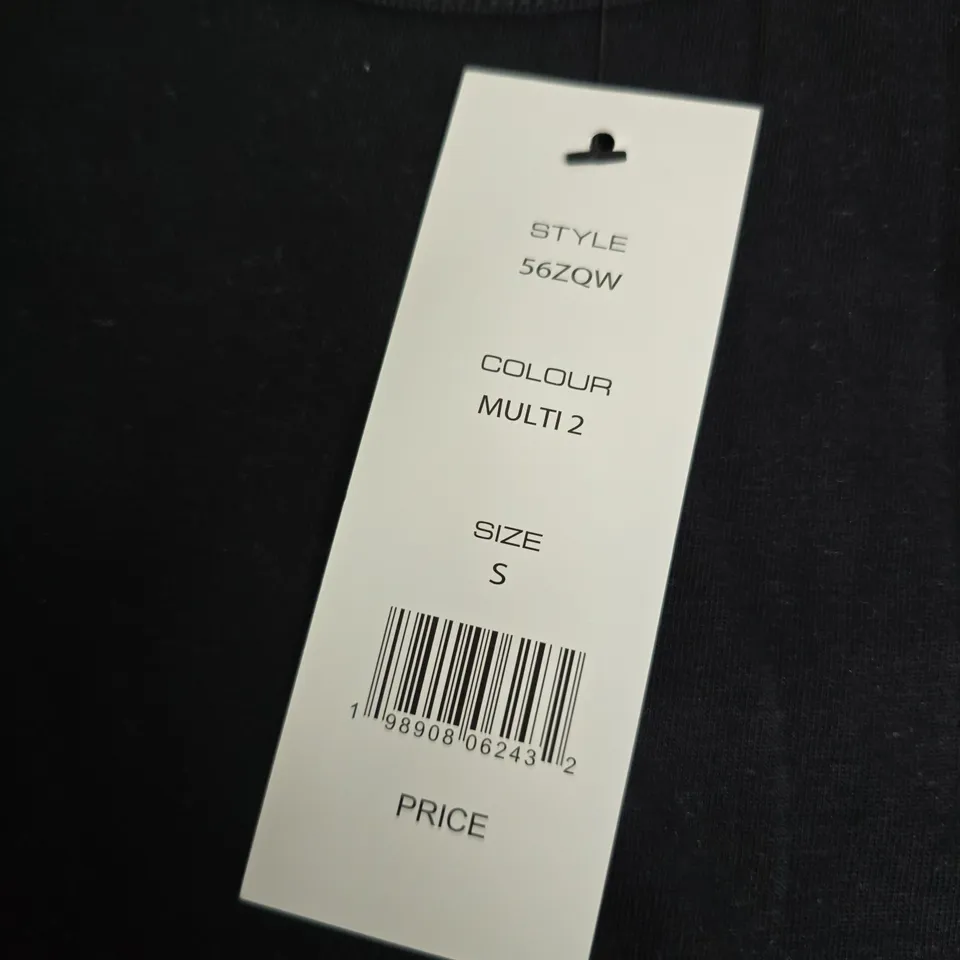 STYLE
56ZQW
COLOUR
MULTI 2
SIZE
S
1 98908 06243 2
PRICE